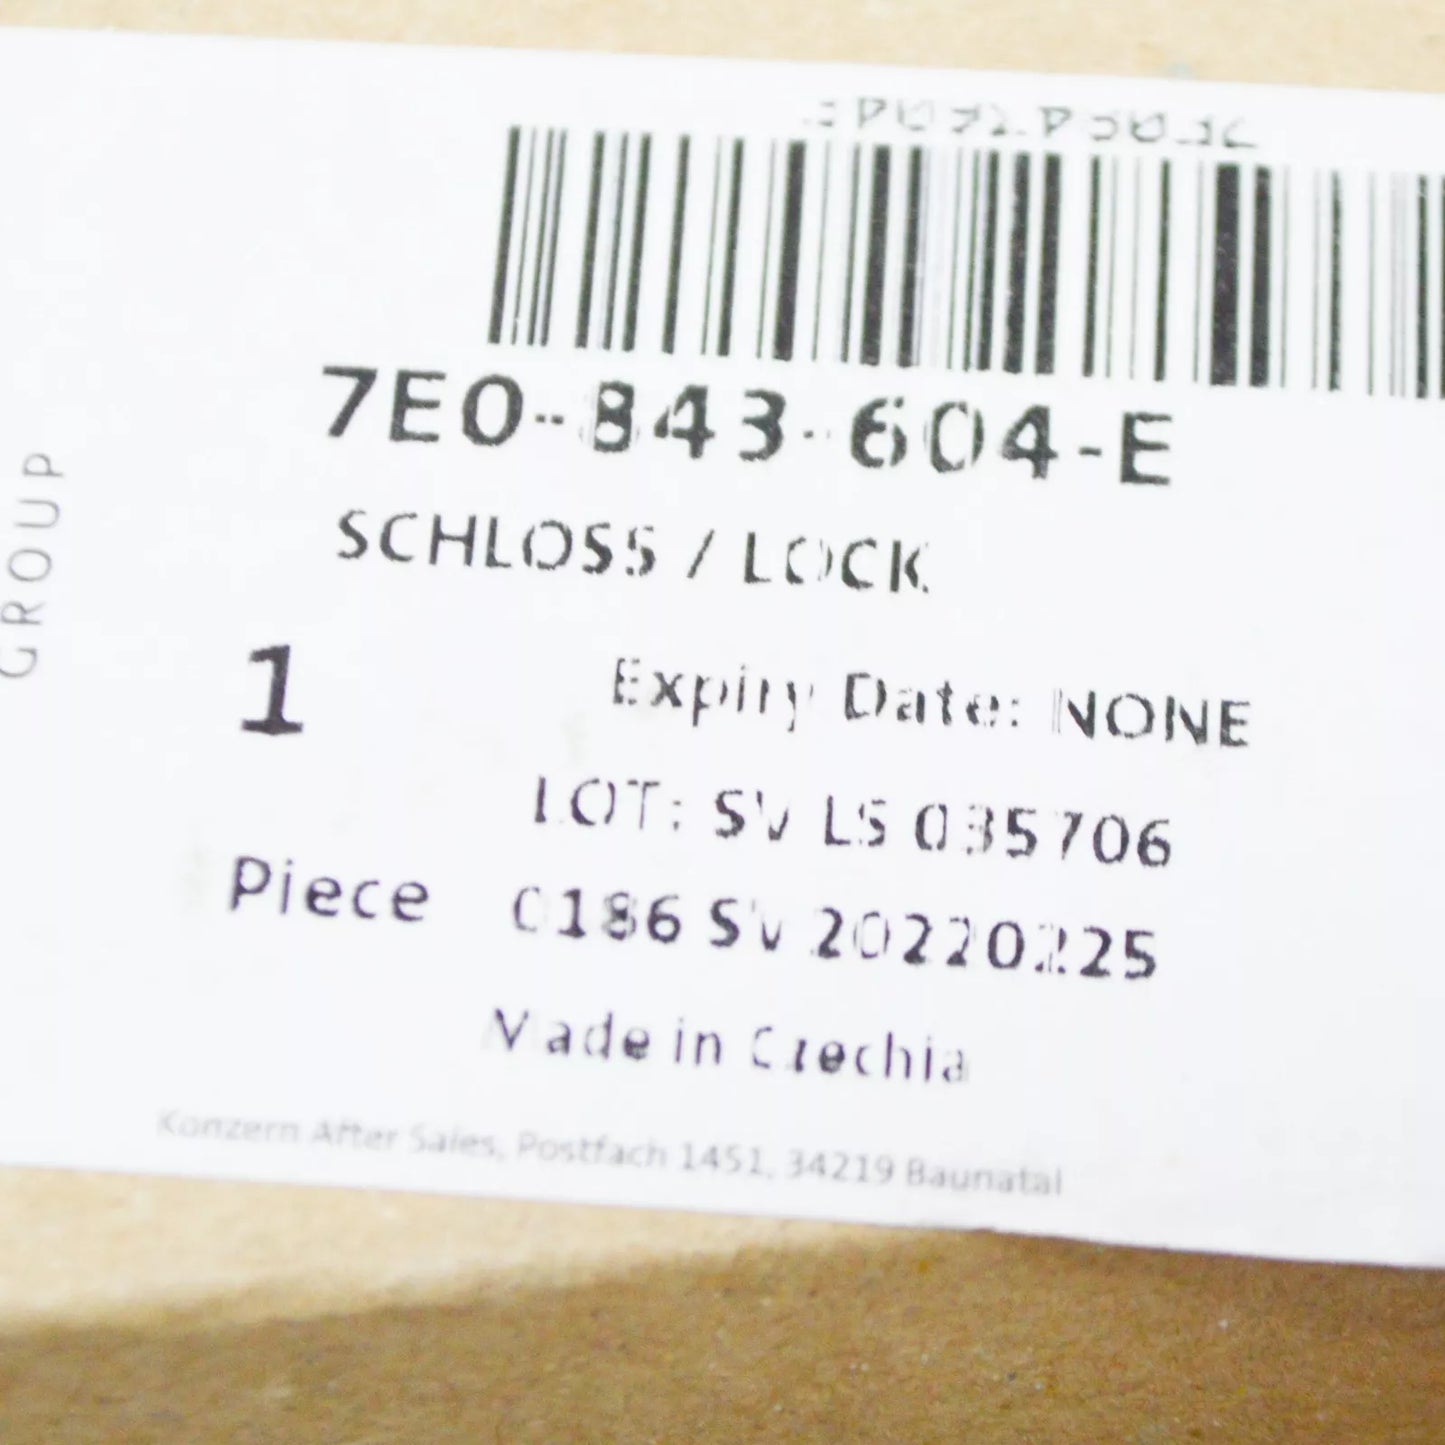 7E0-843-604-E
SCHLOSS / LOCK
1
Expiry Date: NONE
LOT: SV LS 035706
Piece
0186 SV 20220225
Made in Czechia
Konzern After Sales, Postfach 1451, 34219 Baunatal
GROUP